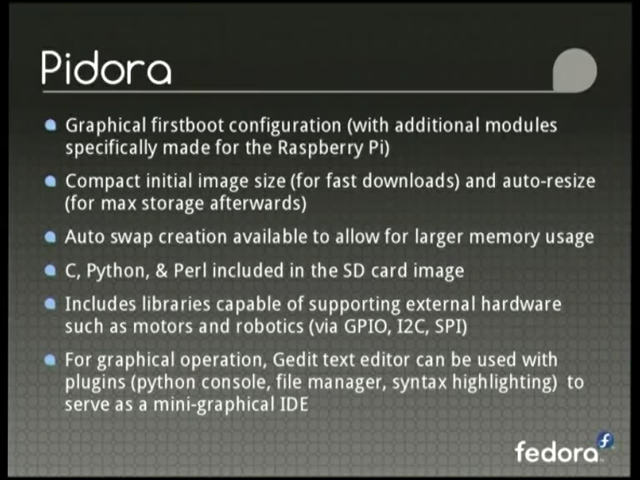 Pidora
Graphical firstboot configuration (with additional modules
specifically made for the Raspberry Pi)
Compact initial image size (for fast downloads) and auto-resize
(for max storage afterwards)
Auto swap creation available to allow for larger memory usage
C, Python, & Perl included in the SD card image
Includes libraries capable of supporting external hardware
such as motors and robotics (via GPIO, I2C, SPI)
For graphical operation, Gedit text editor can be used with
plugins (python console, file manager, syntax highlighting) to
serve as a mini-graphical IDE
fedora